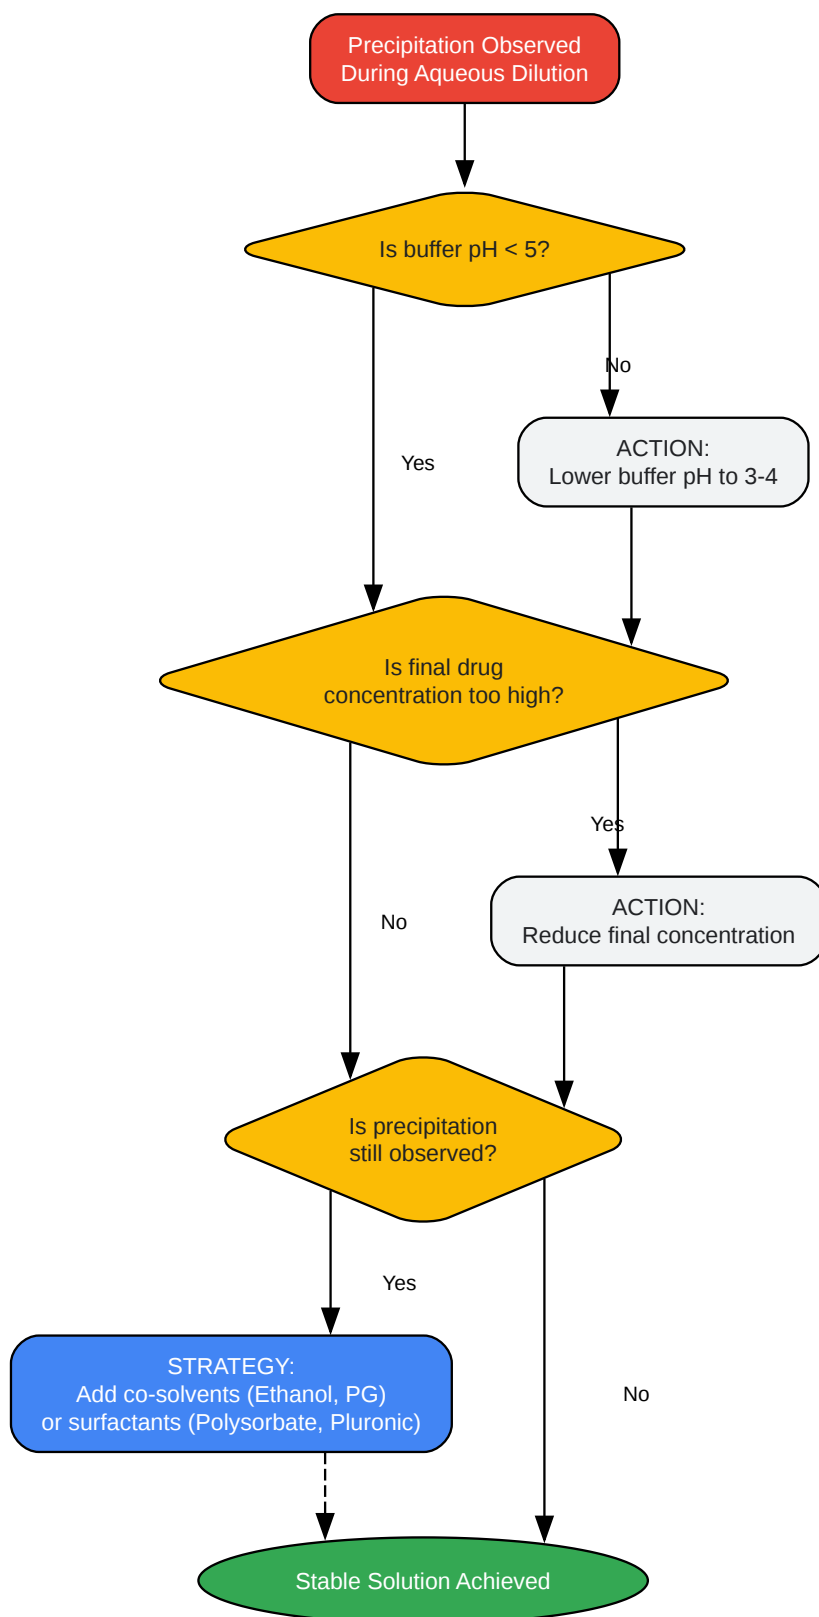 Precipitation Observed
During Aqueous Dilution
Is buffer pH < 5?
No
ACTION:
Lower buffer pH to 3-4
Yes
Is final drug
concentration too high?
Yes
ACTION:
Reduce final concentration
No
Is precipitation
still observed?
Yes
STRATEGY:
Add co-solvents (Ethanol, PG)
or surfactants (Polysorbate, Pluronic)
No
Stable Solution Achieved